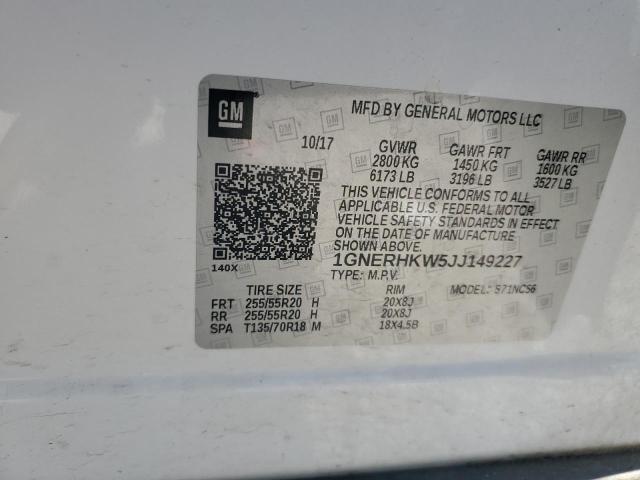 GM
MFD BY GENERAL MOTORS LLC
10/17
GVWR GAWR FRT GAWR RR
2800 KG 1450 KG 1600 KG
6173 LB 3196 LB 3527 LB
THIS VEHICLE CONFORMS TO ALL
APPLICABLE U.S. FEDERAL MOTOR
VEHICLE SAFETY STANDARDS IN EFFECT
ON THE DATE OF MANUFACTURE
SHOWN ABOVE.
140X
1GNERHKW5JJ149227
TYPE: M.P.V.
TIRE SIZE RIM MODEL: S71NC56
FRT 255/55R20 H 20X8J
RR 255/55R20 H 20X8J
SPA T135/70R18 M 18X4.5B